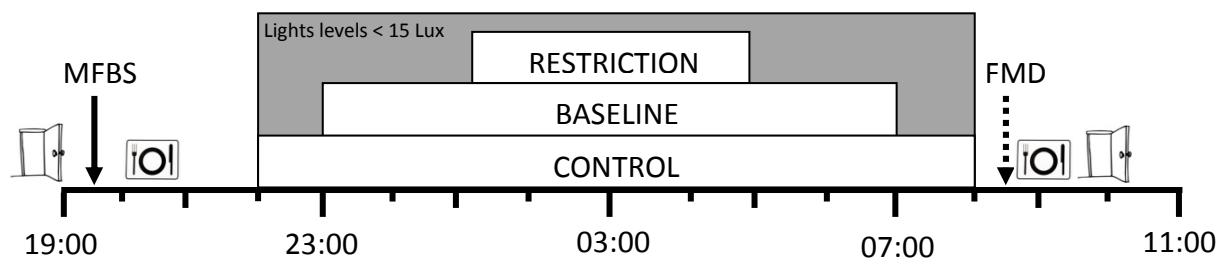 Lights levels < 15 Lux
RESTRICTION
MFBS
FMD
BASELINE
CONTROL
19:00
23:00
03:00
07:00
11:00